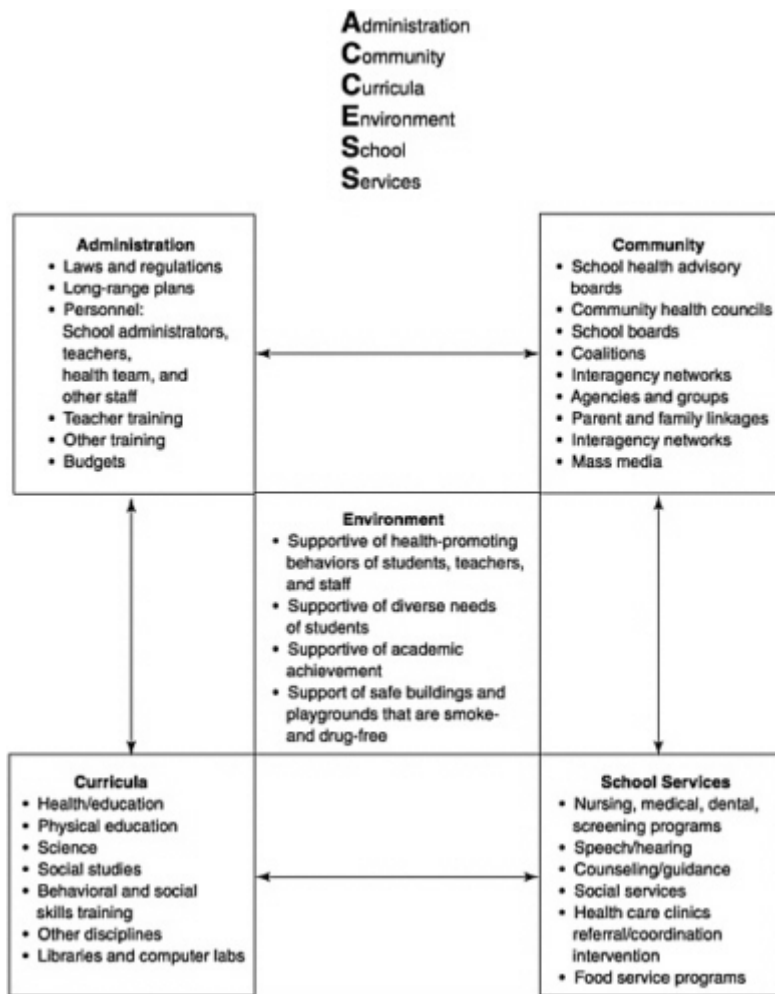 Administration
Community
Curricula
Environment
School
Services
Administration
• Laws and regulations
• Long-range plans
• Personnel:
School administrators,
teachers,
health team, and
other staff
• Teacher training
• Other training
• Budgets
Community
• School health advisory
boards
• Community health councils
• School boards
• Coalitions
• Interagency networks
• Agencies and groups
• Parent and family linkages
• Interagency networks
• Mass media
Environment
• Supportive of health-promoting
behaviors of students, teachers,
and staff
• Supportive of diverse needs
of students
• Supportive of academic
achievement
• Support of safe buildings and
playgrounds that are smoke-
and drug-free
Curricula
• Health/education
• Physical education
• Science
• Social studies
• Behavioral and social
skills training
• Other disciplines
• Libraries and computer labs
School Services
• Nursing, medical, dental,
screening programs
• Speech/hearing
• Counseling/guidance
• Social services
• Health care clinics
referral/coordination
intervention
• Food service programs